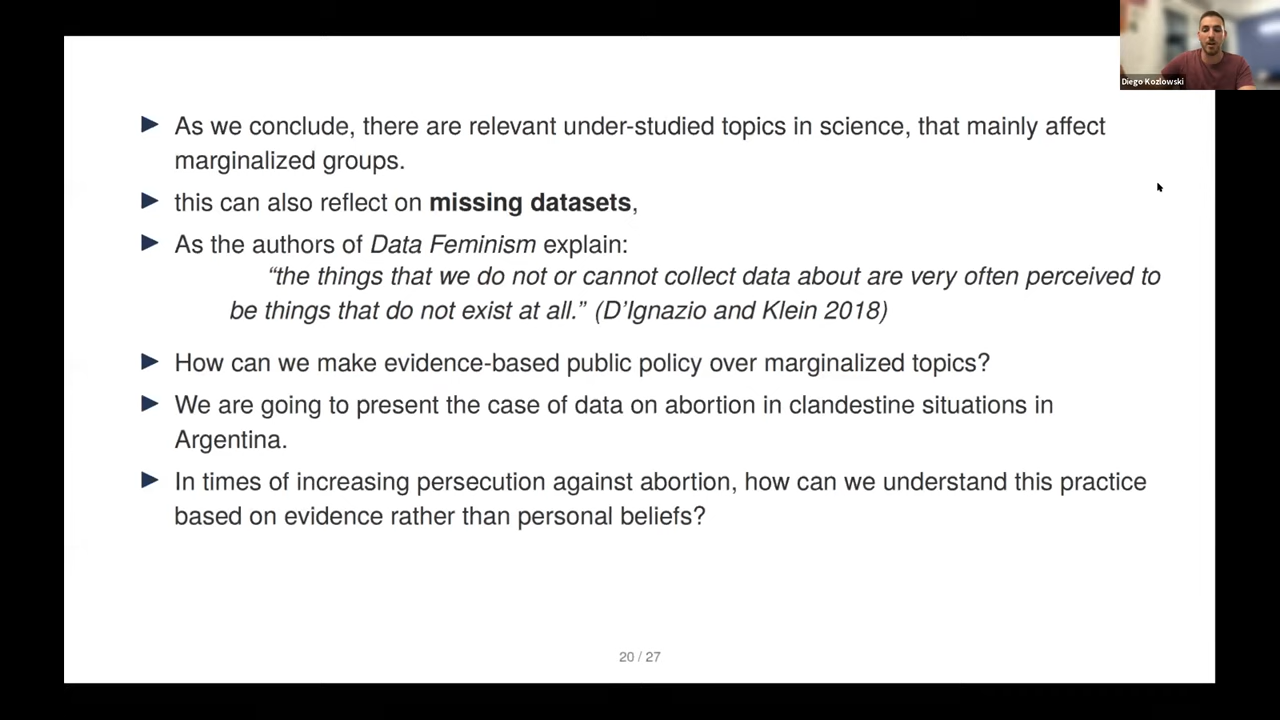 Diego Kozlowski
► As we conclude, there are relevant under-studied topics in science, that mainly affect
marginalized groups.
► this can also reflect on missing datasets,
► As the authors of Data Feminism explain:
“the things that we do not or cannot collect data about are very often perceived to
be things that do not exist at all.” (D’Ignazio and Klein 2018)
► How can we make evidence-based public policy over marginalized topics?
► We are going to present the case of data on abortion in clandestine situations in
Argentina.
► In times of increasing persecution against abortion, how can we understand this practice
based on evidence rather than personal beliefs?
20 / 27